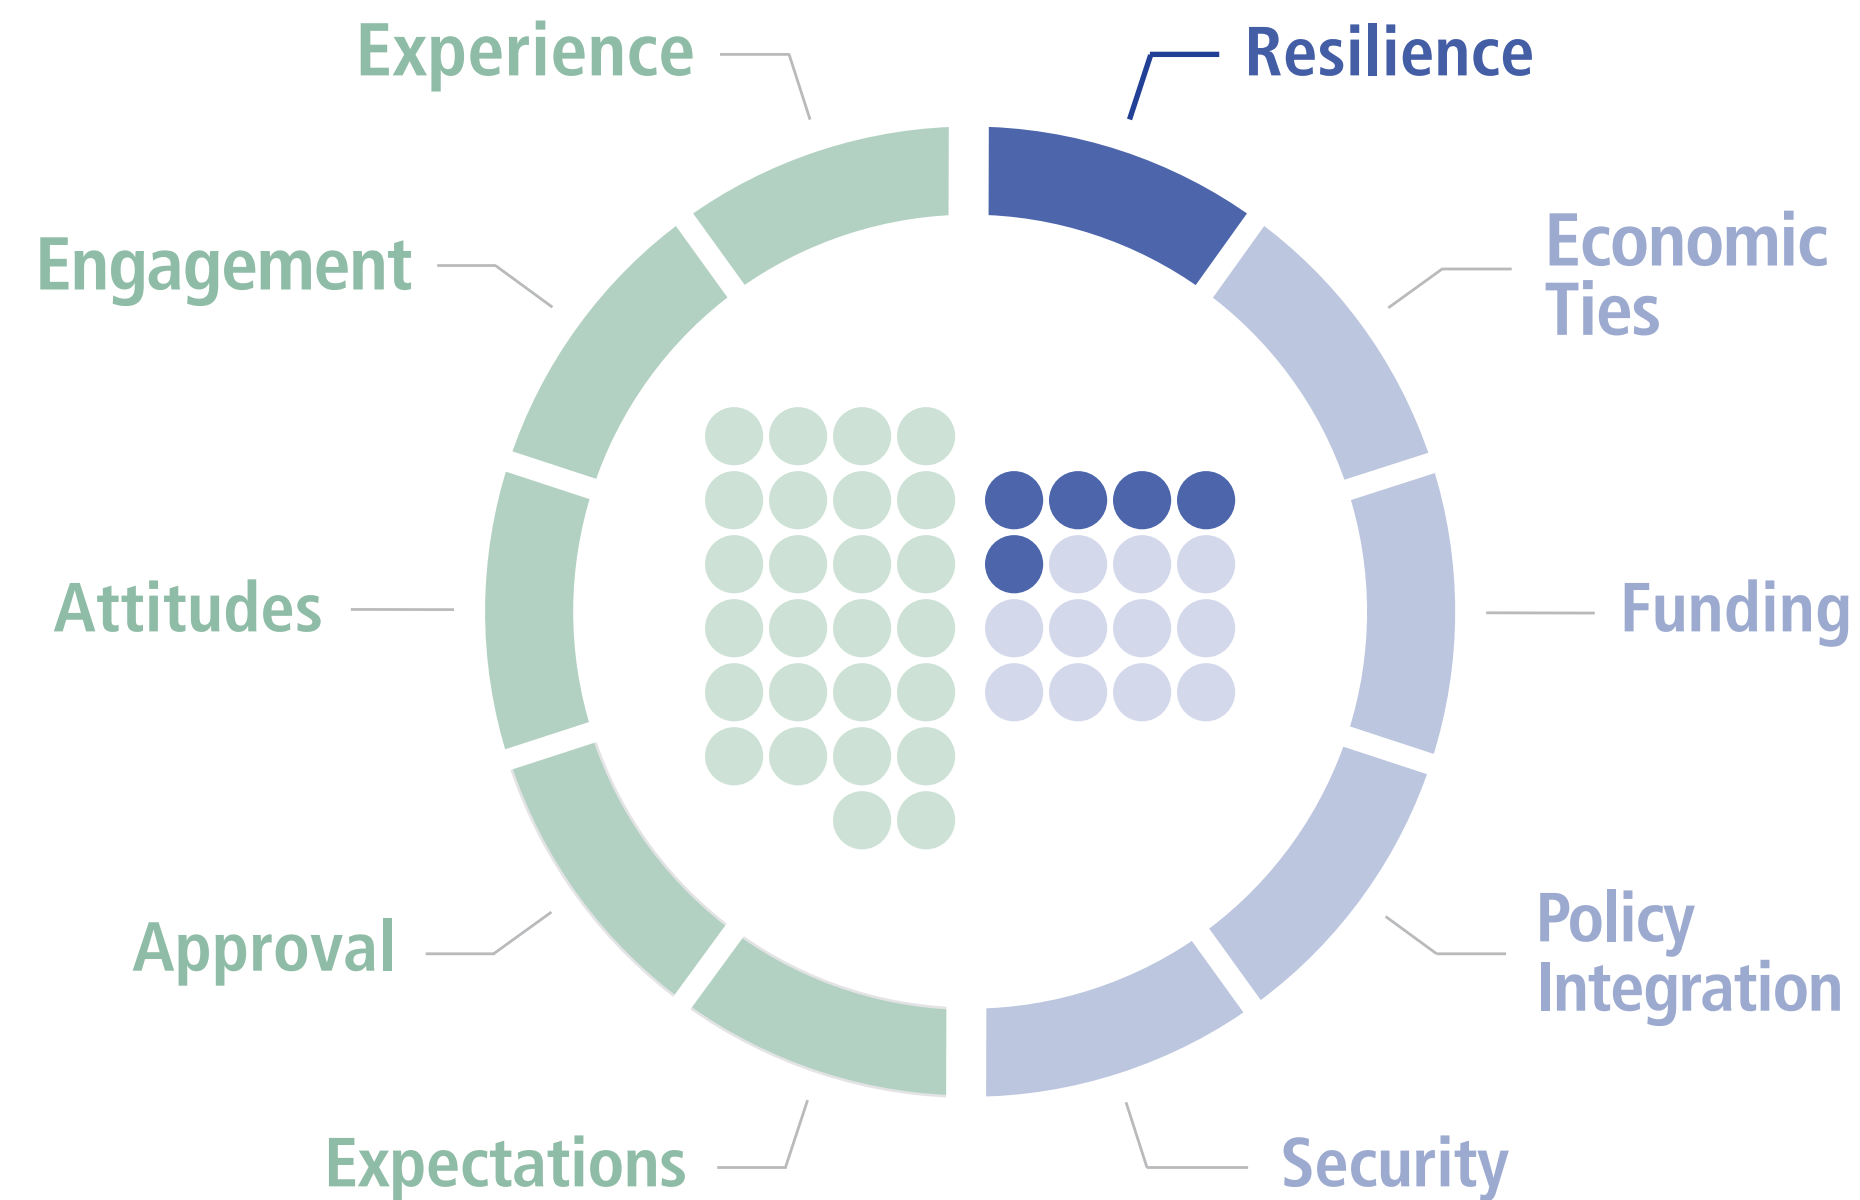 Experience
Resilience
Engagement
Economic
Ties
Attitudes
Funding
Approval
Policy
Integration
Expectations
Security